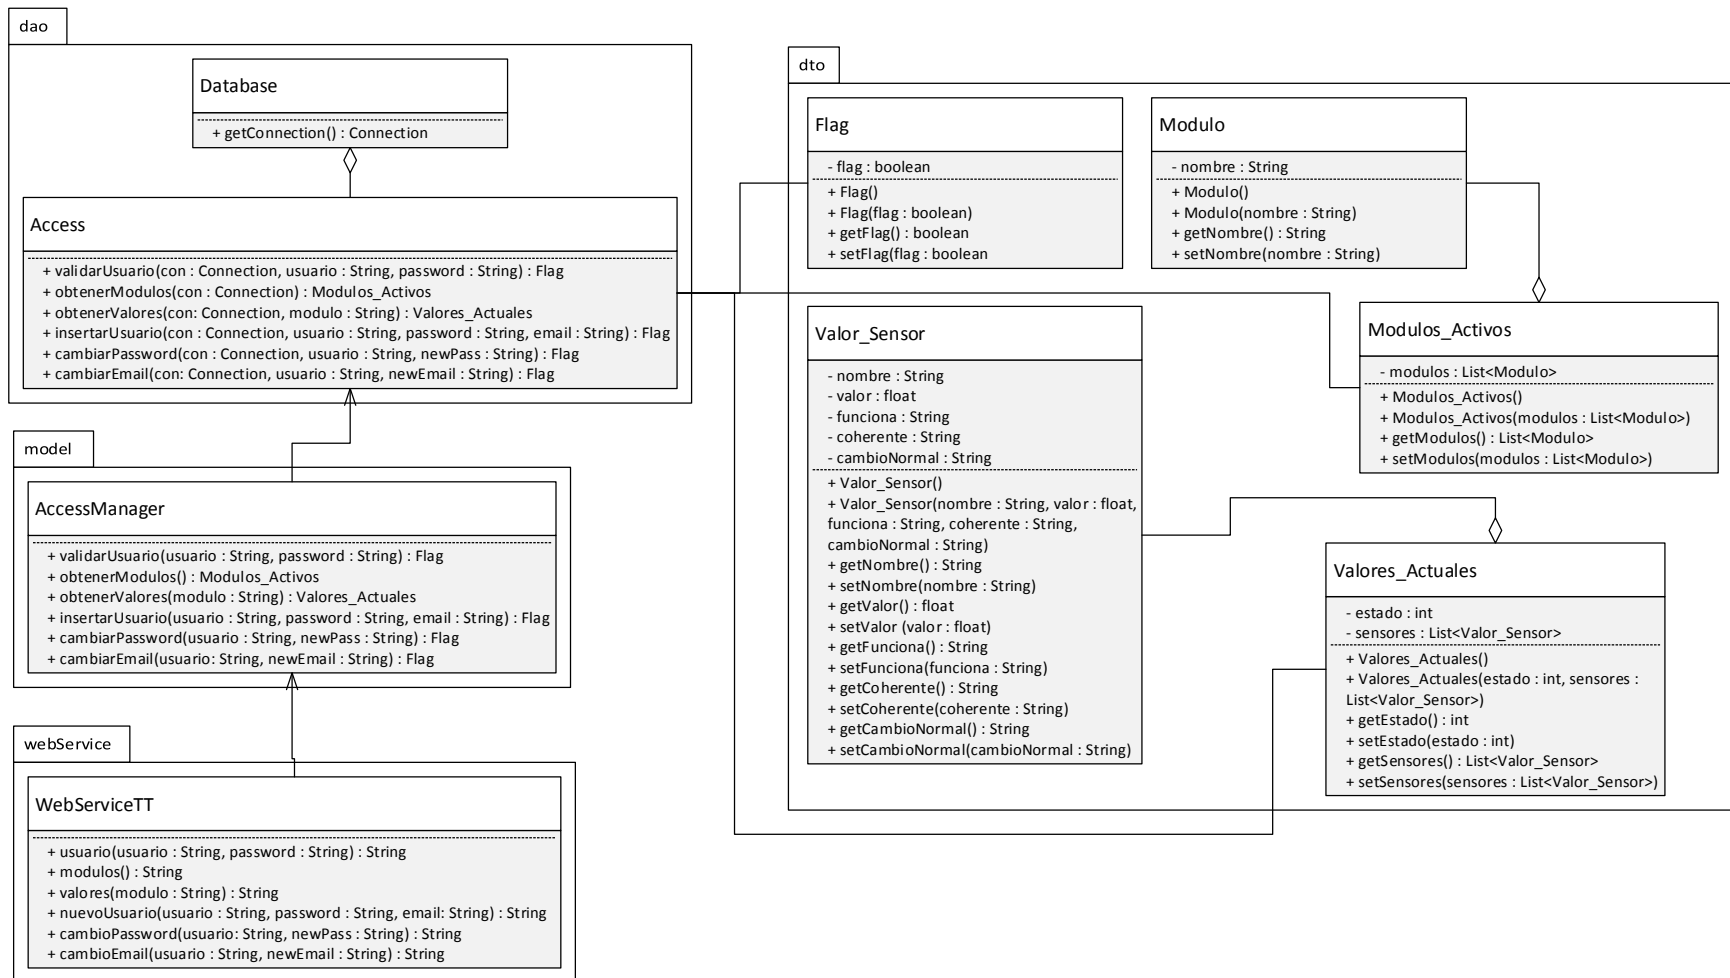 dao
Database
+ getConnection() : Connection
Access
+ validarUsuario(con : Connection, usuario : String, password : String) : Flag
+ obtenerModulos(con : Connection) : Modulos_Activos
+ obtenerValores(con: Connection, modulo : String) : Valores_Actuales
+ insertarUsuario(con : Connection, usuario : String, password : String, email : String) : Flag
+ cambiarPassword(con : Connection, usuario : String, newPass : String) : Flag
+ cambiarEmail(con: Connection, usuario : String, newEmail : String) : Flag
model
AccessManager
+ validarUsuario(usuario : String, password : String) : Flag
+ obtenerModulos() : Modulos_Activos
+ obtenerValores(modulo : String) : Valores_Actuales
+ insertarUsuario(usuario : String, password : String, email : String) : Flag
+ cambiarPassword(usuario : String, newPass : String) : Flag
+ cambiarEmail(usuario: String, newEmail : String) : Flag
webService
WebServiceTT
+ usuario(usuario : String, password : String) : String
+ modulos() : String
+ valores(modulo : String) : String
+ nuevoUsuario(usuario : String, password : String, email: String) : String
+ cambioPassword(usuario: String, newPass : String) : String
+ cambioEmail(usuario : String, newEmail : String) : String
dto
Flag
- flag : boolean
+ Flag()
+ Flag(flag : boolean)
+ getFlag() : boolean
+ setFlag(flag : boolean
Modulo
- nombre : String
+ Modulo()
+ Modulo(nombre : String)
+ getNombre() : String
+ setNombre(nombre : String)
Valor_Sensor
- nombre : String
- valor : float
- funciona : String
- coherente : String
- cambioNormal : String
+ Valor_Sensor()
+ Valor_Sensor(nombre : String, valor : float,
funciona : String, coherente : String,
cambioNormal : String)
+ getNombre() : String
+ setNombre(nombre : String)
+ getValor() : float
+ setValor (valor : float)
+ getFunciona() : String
+ setFunciona(funciona : String)
+ getCoherente() : String
+ setCoherente(coherente : String)
+ getCambioNormal() : String
+ setCambioNormal(cambioNormal : String)
Modulos_Activos
- modulos : List<Modulo>
+ Modulos_Activos()
+ Modulos_Activos(modulos : List<Modulo>)
+ getModulos() : List<Modulo>
+ setModulos(modulos : List<Modulo>)
Valores_Actuales
- estado : int
- sensores : List<Valor_Sensor>
+ Valores_Actuales()
+ Valores_Actuales(estado : int, sensores :
List<Valor_Sensor>)
+ getEstado() : int
+ setEstado(estado : int)
+ getSensores() : List<Valor_Sensor>
+ setSensores(sensores : List<Valor_Sensor>)